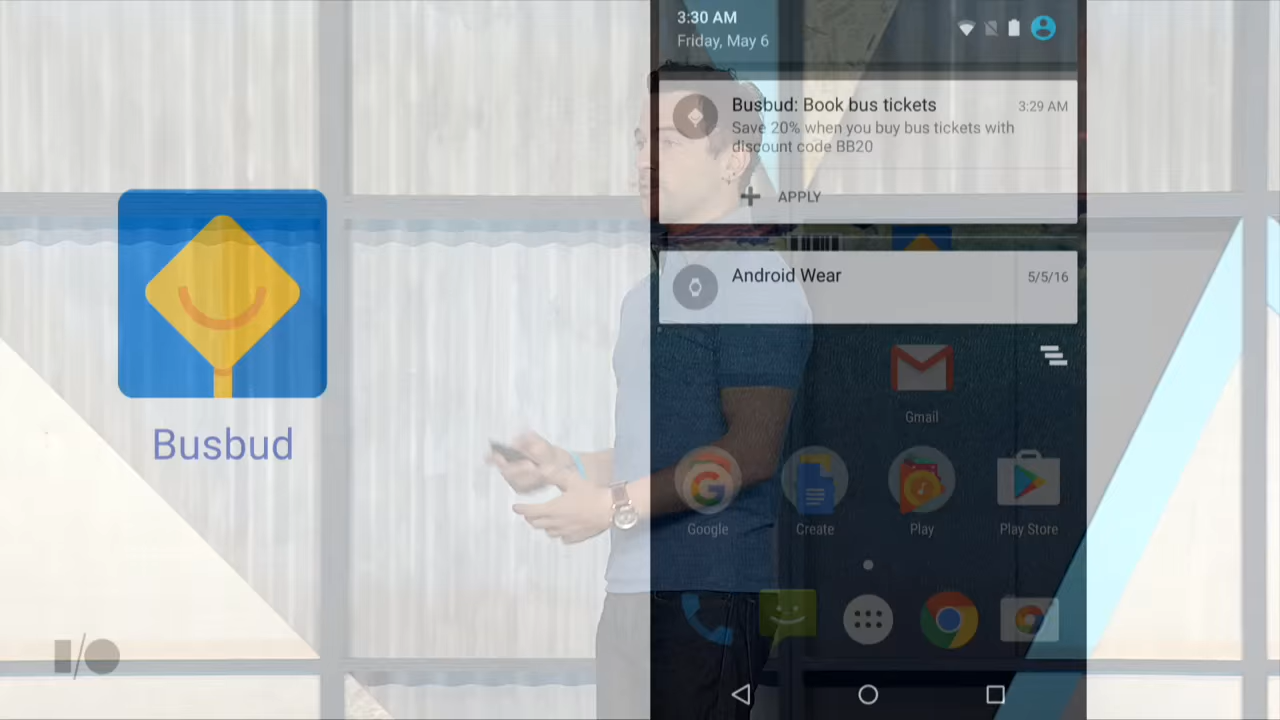 3:30 AM
Friday, May 6
Busbud: Book bus tickets
3:29 AM
Save 20% when you buy bus tickets with
discount code BB20
APPLY
Android Wear
5/5/16
Gmail
Google
Create
Play
Play Store
Busbud
I/O